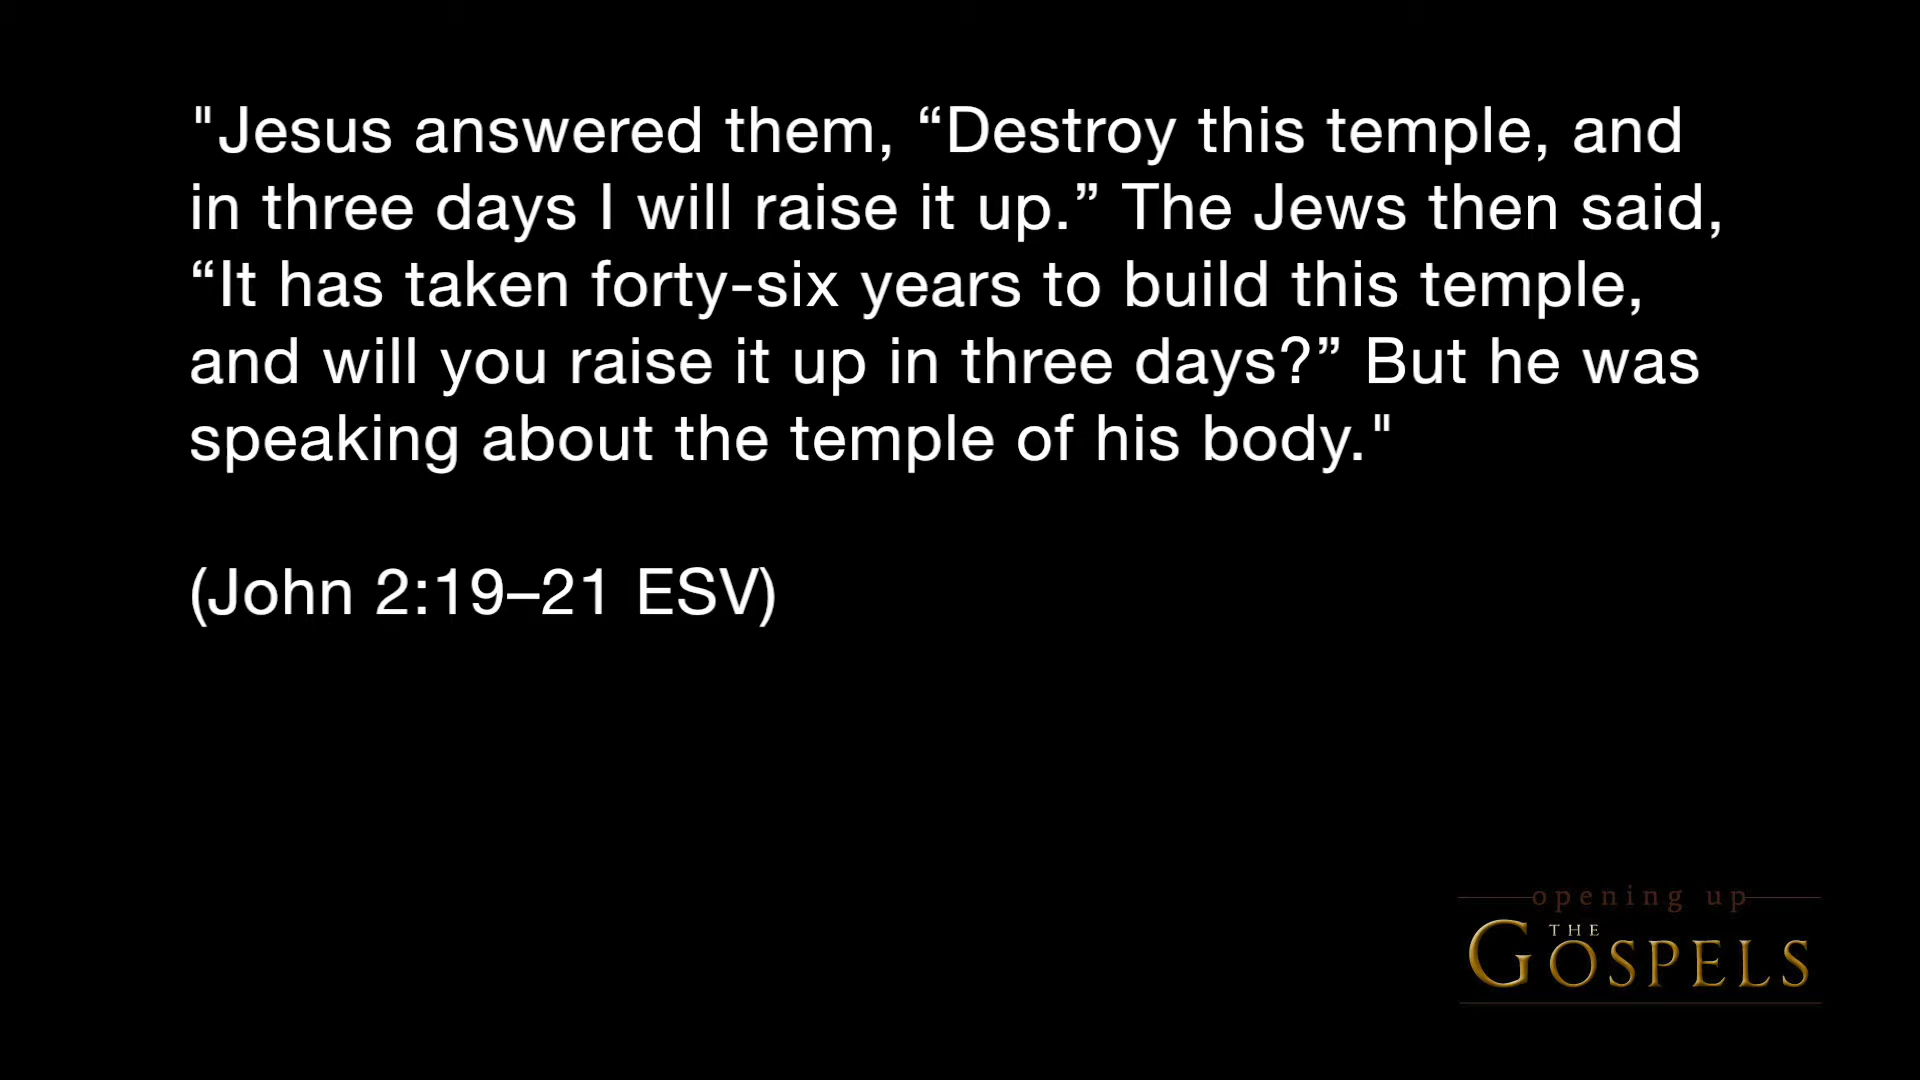 "Jesus answered them, “Destroy this temple, and
in three days I will raise it up.” The Jews then said,
“It has taken forty-six years to build this temple,
and will you raise it up in three days?” But he was
speaking about the temple of his body."
(John 2:19–21 ESV)
opening up
THE
GOSPELS